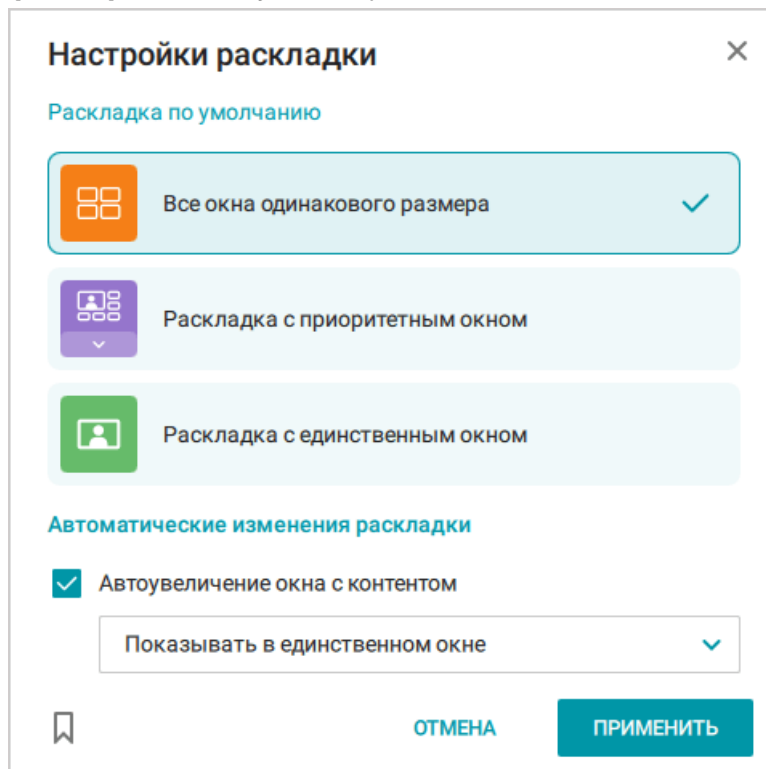 Настройки раскладки
Раскладка по умолчанию
Все окна одинакового размера
Раскладка с приоритетным окном
Раскладка с единственным окном
Автоматические изменения раскладки
Автоувеличение окна с контентом
Показывать в единственном окне
ОТМЕНА
ПРИМЕНИТЬ